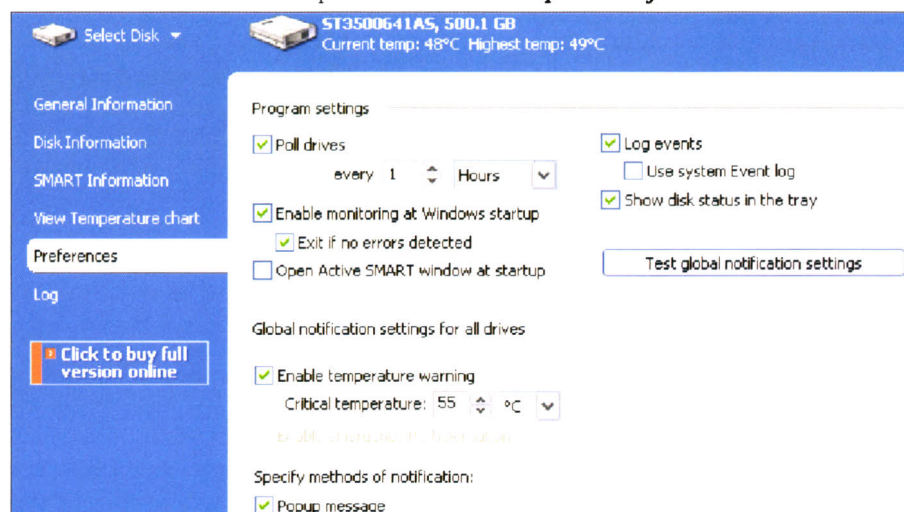 Select Disk
ST3500641AS, 500.1 GB
Current temp: 48°C Highest temp: 49°C
General Information
Disk Information
SMART Information
View Temperature chart
Preferences
Log
Click to buy full
version online
Program settings
Poll drives
every 1 Hours
Enable monitoring at Windows startup
Exit if no errors detected
Open Active SMART window at startup
Log events
Use system Event log
Show disk status in the tray
Test global notification settings
Global notification settings for all drives
Enable temperature warning
Critical temperature: 55 °C
Specify methods of notification:
Popup message